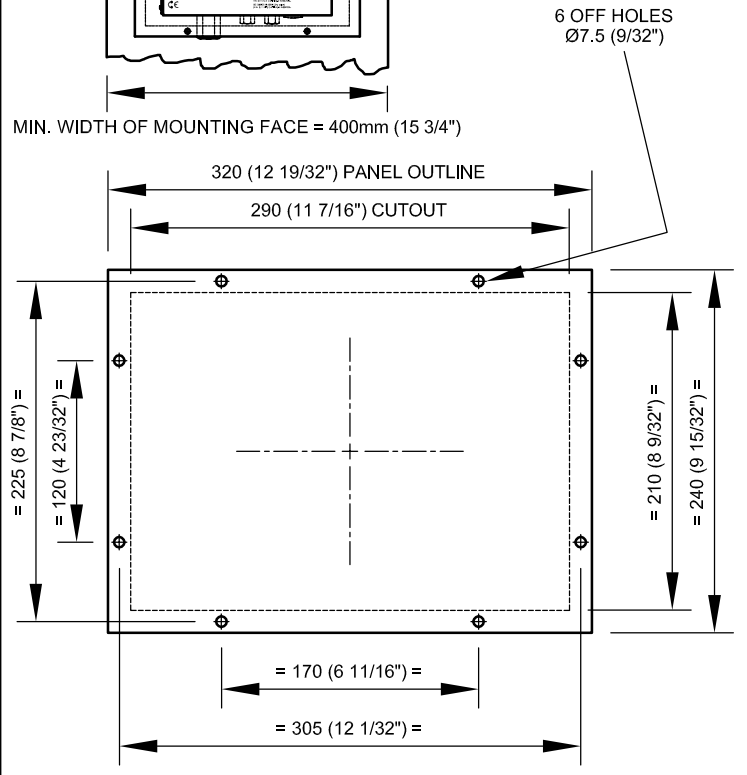 6 OFF HOLES
Ø7.5 (9/32")
MIN. WIDTH OF MOUNTING FACE = 400mm (15 3/4")
320 (12 19/32") PANEL OUTLINE
290 (11 7/16") CUTOUT
= 225 (8 7/8") =
= 120 (4 23/32") =
= 210 (8 9/32") =
= 240 (9 15/32") =
= 170 (6 11/16") =
= 305 (12 1/32") =